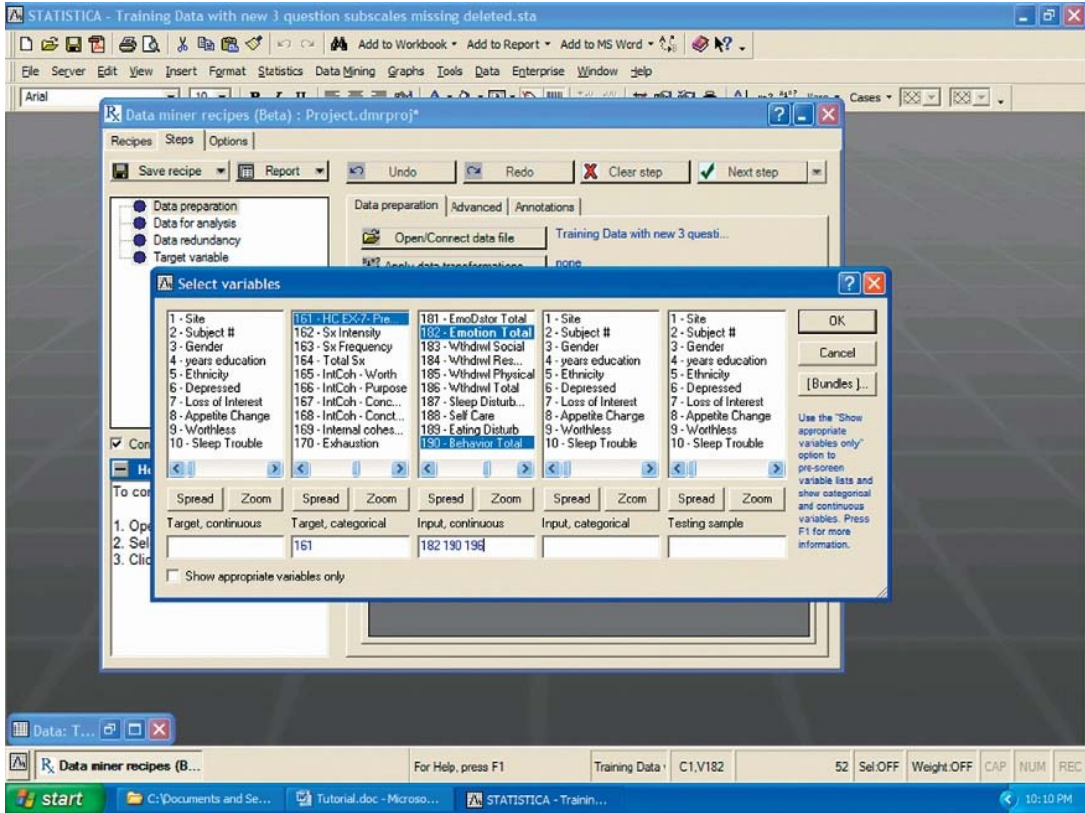 STATISTICA - Training Data with new 3 question subscales missing deleted.sta
Add to Workbook Add to Report Add to MS Word
File Server Edit View Insert Format Statistics Data Mining Graphs Tools Data Enterprise Window Help
Arial 10 Cases
Data miner recipes (Beta) : Project.dmrproj*
Recipes Steps Options
Save recipe Report Undo Redo Clear step Next step
Data preparation
Data for analysis
Data redundancy
Target variable
Data preparation Advanced Annotations
Open/Connect data file Training Data with new 3 questi...
Apply data transformations none
Select variables
1 - Site
2 - Subject #
3 - Gender
4 - years education
5 - Ethnicity
6 - Depressed
7 - Loss of Interest
8 - Appetite Change
9 - Worthless
10 - Sleep Trouble
161 - HC EX-7- Pre...
162 - Sx Intensity
163 - Sx Frequency
164 - Total Sx
165 - IntCoh - Worth
166 - IntCoh - Purpose
167 - IntCoh - Conc...
168 - IntCoh - Conct...
169 - Internal cohes...
170 - Exhaustion
181 - EmoDstor Total
182 - Emotion Total
183 - Wthdrwl Social
184 - Wthdrwl Res...
185 - Wthdrwl Physical
186 - Wthdrwl Total
187 - Sleep Disturb...
188 - Self Care
189 - Eating Disturb
190 - Behavior Total
1 - Site
2 - Subject #
3 - Gender
4 - years education
5 - Ethnicity
6 - Depressed
7 - Loss of Interest
8 - Appetite Change
9 - Worthless
10 - Sleep Trouble
1 - Site
2 - Subject #
3 - Gender
4 - years education
5 - Ethnicity
6 - Depressed
7 - Loss of Interest
8 - Appetite Change
9 - Worthless
10 - Sleep Trouble
OK
Cancel
[Bundles]...
Use the "Show
appropriate
variables only"
option to
pre-screen
variable lists and
show categorical
and continuous
variables. Press
F1 for more
information.
Spread Zoom Spread Zoom Spread Zoom Spread Zoom Spread Zoom
Target, continuous Target, categorical Input, continuous Input, categorical Testing sample
161 182 190 196
Show appropriate variables only
Con
To con
1. Ope
2. Sel
3. Clic
Data: T...
Data miner recipes (B...
For Help, press F1 Training Data C1,V182 52 Sel:OFF Weight:OFF CAP NUM REC
start C:\Documents and Se... Tutorial.doc - Microso... STATISTICA - Trainin... 10:10 PM